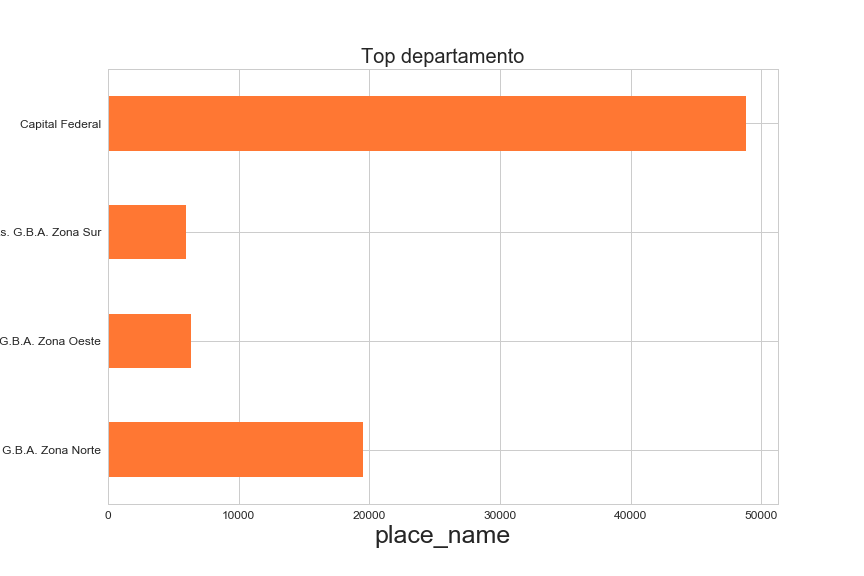 Top departamento
Capital Federal
s. G.B.A. Zona Sur
G.B.A. Zona Oeste
G.B.A. Zona Norte
0 10000 20000 30000 40000 50000
place_name